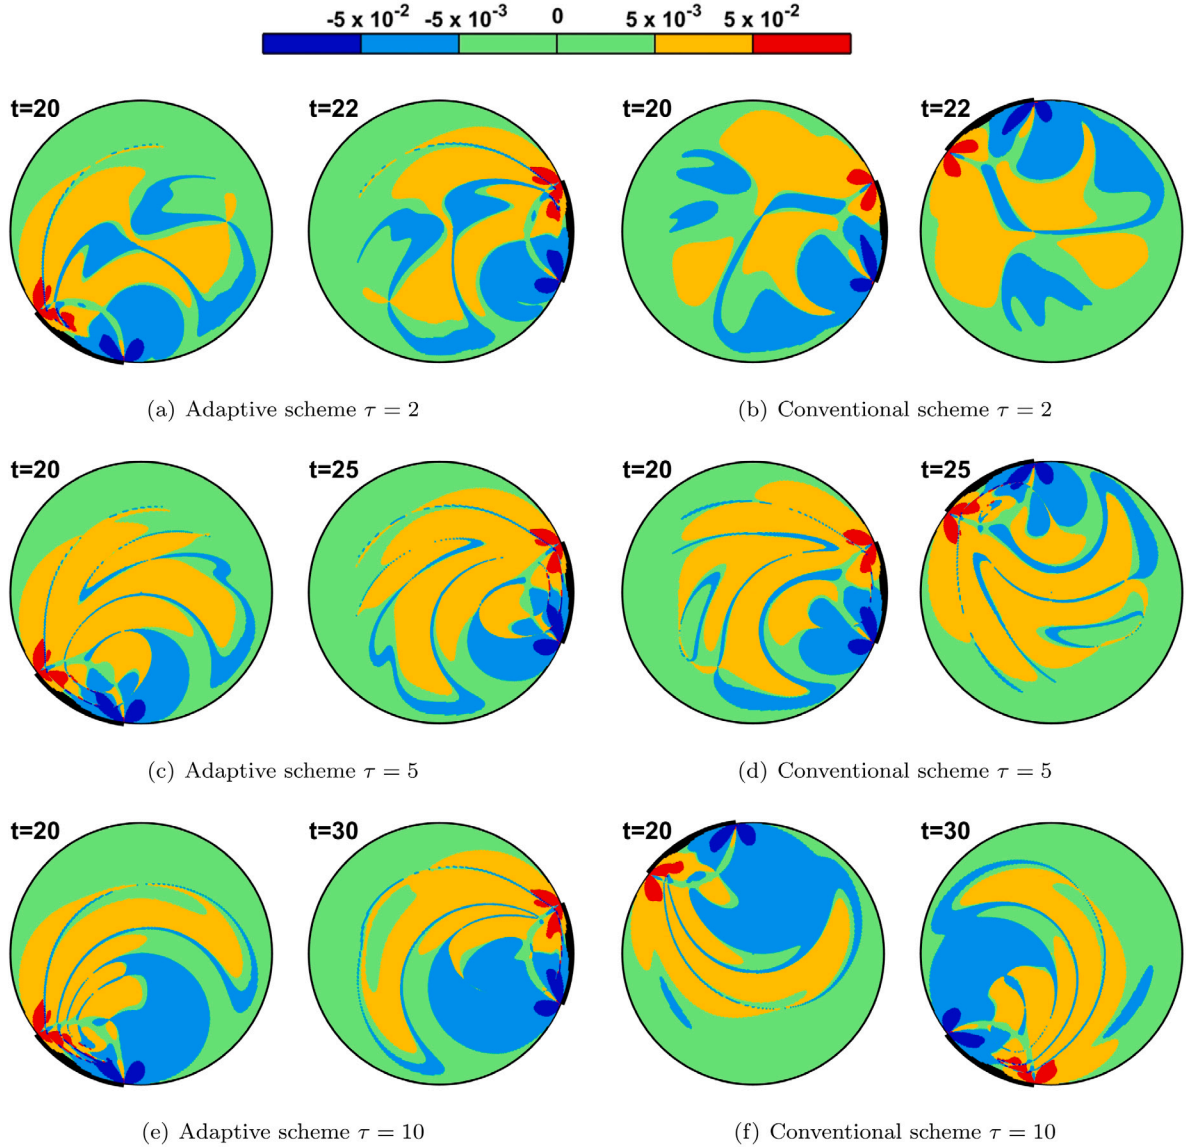 -5 x 10⁻² -5 x 10⁻³ 0 5 x 10⁻³ 5 x 10⁻²
t=20 t=22 t=20 t=22
(a) Adaptive scheme τ = 2 (b) Conventional scheme τ = 2
t=20 t=25 t=20 t=25
(c) Adaptive scheme τ = 5 (d) Conventional scheme τ = 5
t=20 t=30 t=20 t=30
(e) Adaptive scheme τ = 10 (f) Conventional scheme τ = 10